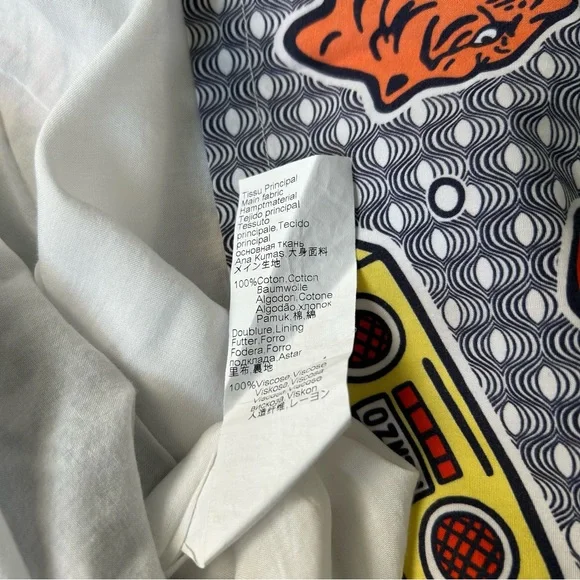 Tissu Principal
Main fabric
Hamptmaterial
Tejido principal
Tessuto
principale.Tecido
principal
основная ткань
Ana Kumas.大身面料
メイン生地
100%Coton.Cotton
Baumwolle
Algodon.Cotone
Algodão.хлопок
Pamuk.棉,綿
Doublure.Lining
Futter.Forro
Fodera.Forro
подклада.Astar
里布,裏地
100%Viscose Viscose
Viskose Viscosa
Viscosa Viscose
вискоза Viskon
人造纤维,レーヨン